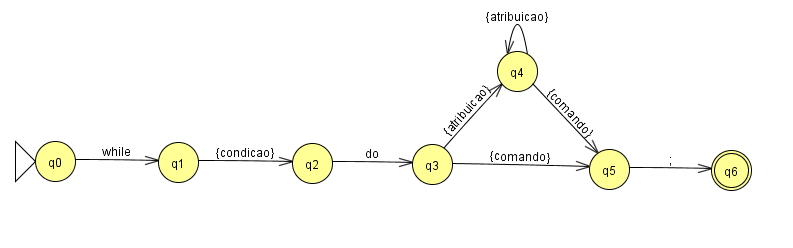 {atribuicao}
q4
{atribuicao}
{comando}
q0
while
q1
{condicao}
q2
do
q3
{comando}
q5
;
q6